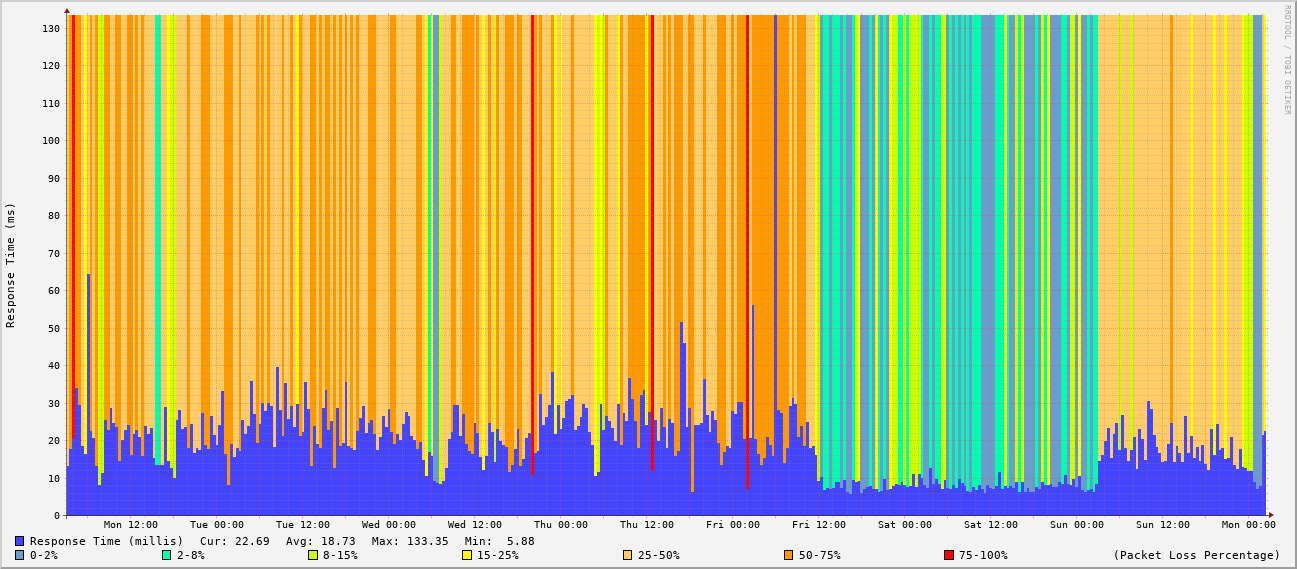 RRDTOOL / TOBI OETIKER
Response Time (ms)
130
120
110
100
90
80
70
60
50
40
30
20
10
0
Mon 12:00 Tue 00:00 Tue 12:00 Wed 00:00 Wed 12:00 Thu 00:00 Thu 12:00 Fri 00:00 Fri 12:00 Sat 00:00 Sat 12:00 Sun 00:00 Sun 12:00 Mon 00:00
Response Time (millis) Cur: 22.69 Avg: 18.73 Max: 133.35 Min: 5.88
0-2% 2-8% 8-15% 15-25% 25-50% 50-75% 75-100% (Packet Loss Percentage)